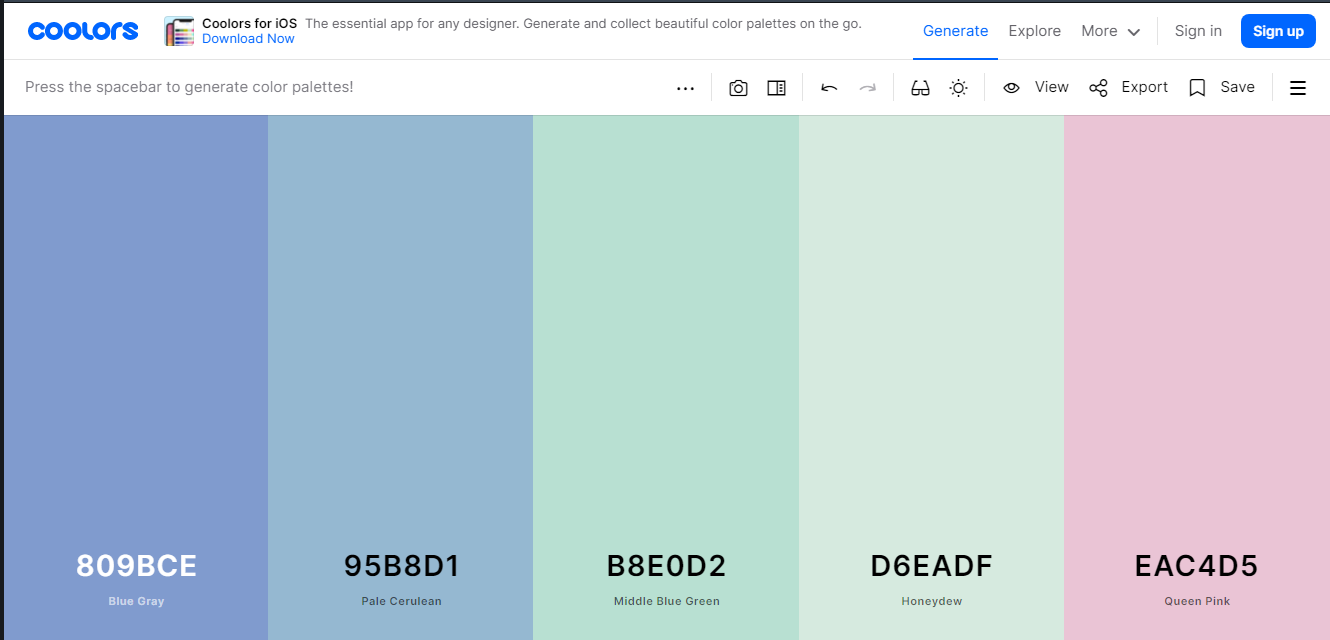 coolors
Coolors for iOS The essential app for any designer. Generate and collect beautiful color palettes on the go.
Download Now
Generate Explore More Sign in Sign up
Press the spacebar to generate color palettes!
View Export Save
809BCE
Blue Gray
95B8D1
Pale Cerulean
B8E0D2
Middle Blue Green
D6EADF
Honeydew
EAC4D5
Queen Pink